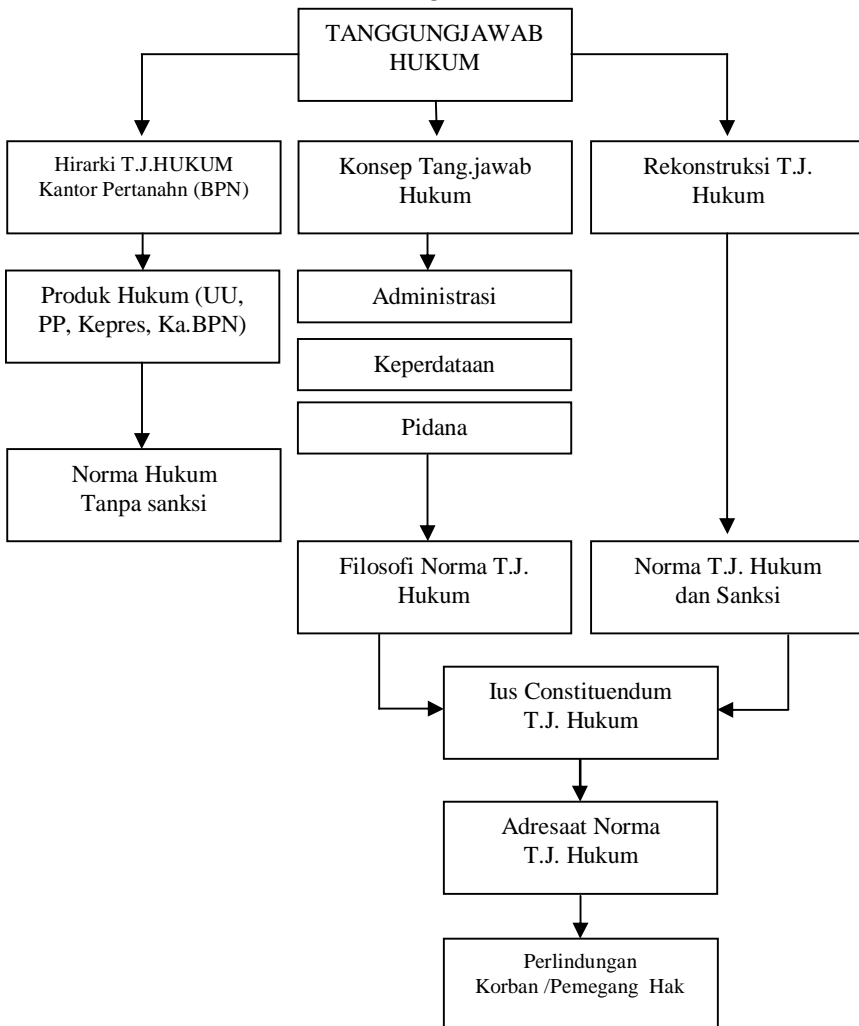 TANGGUNGJAWAB
HUKUM
Hirarki T.J.HUKUM
Kantor Pertanahn (BPN)
Konsep Tang.jawab
Hukum
Rekonstruksi T.J.
Hukum
Produk Hukum (UU,
PP, Kepres, Ka.BPN)
Administrasi
Keperdataan
Pidana
Norma Hukum
Tanpa sanksi
Filosofi Norma T.J.
Hukum
Norma T.J. Hukum
dan Sanksi
Ius Constituendum
T.J. Hukum
Adresaat Norma
T.J. Hukum
Perlindungan
Korban /Pemegang Hak